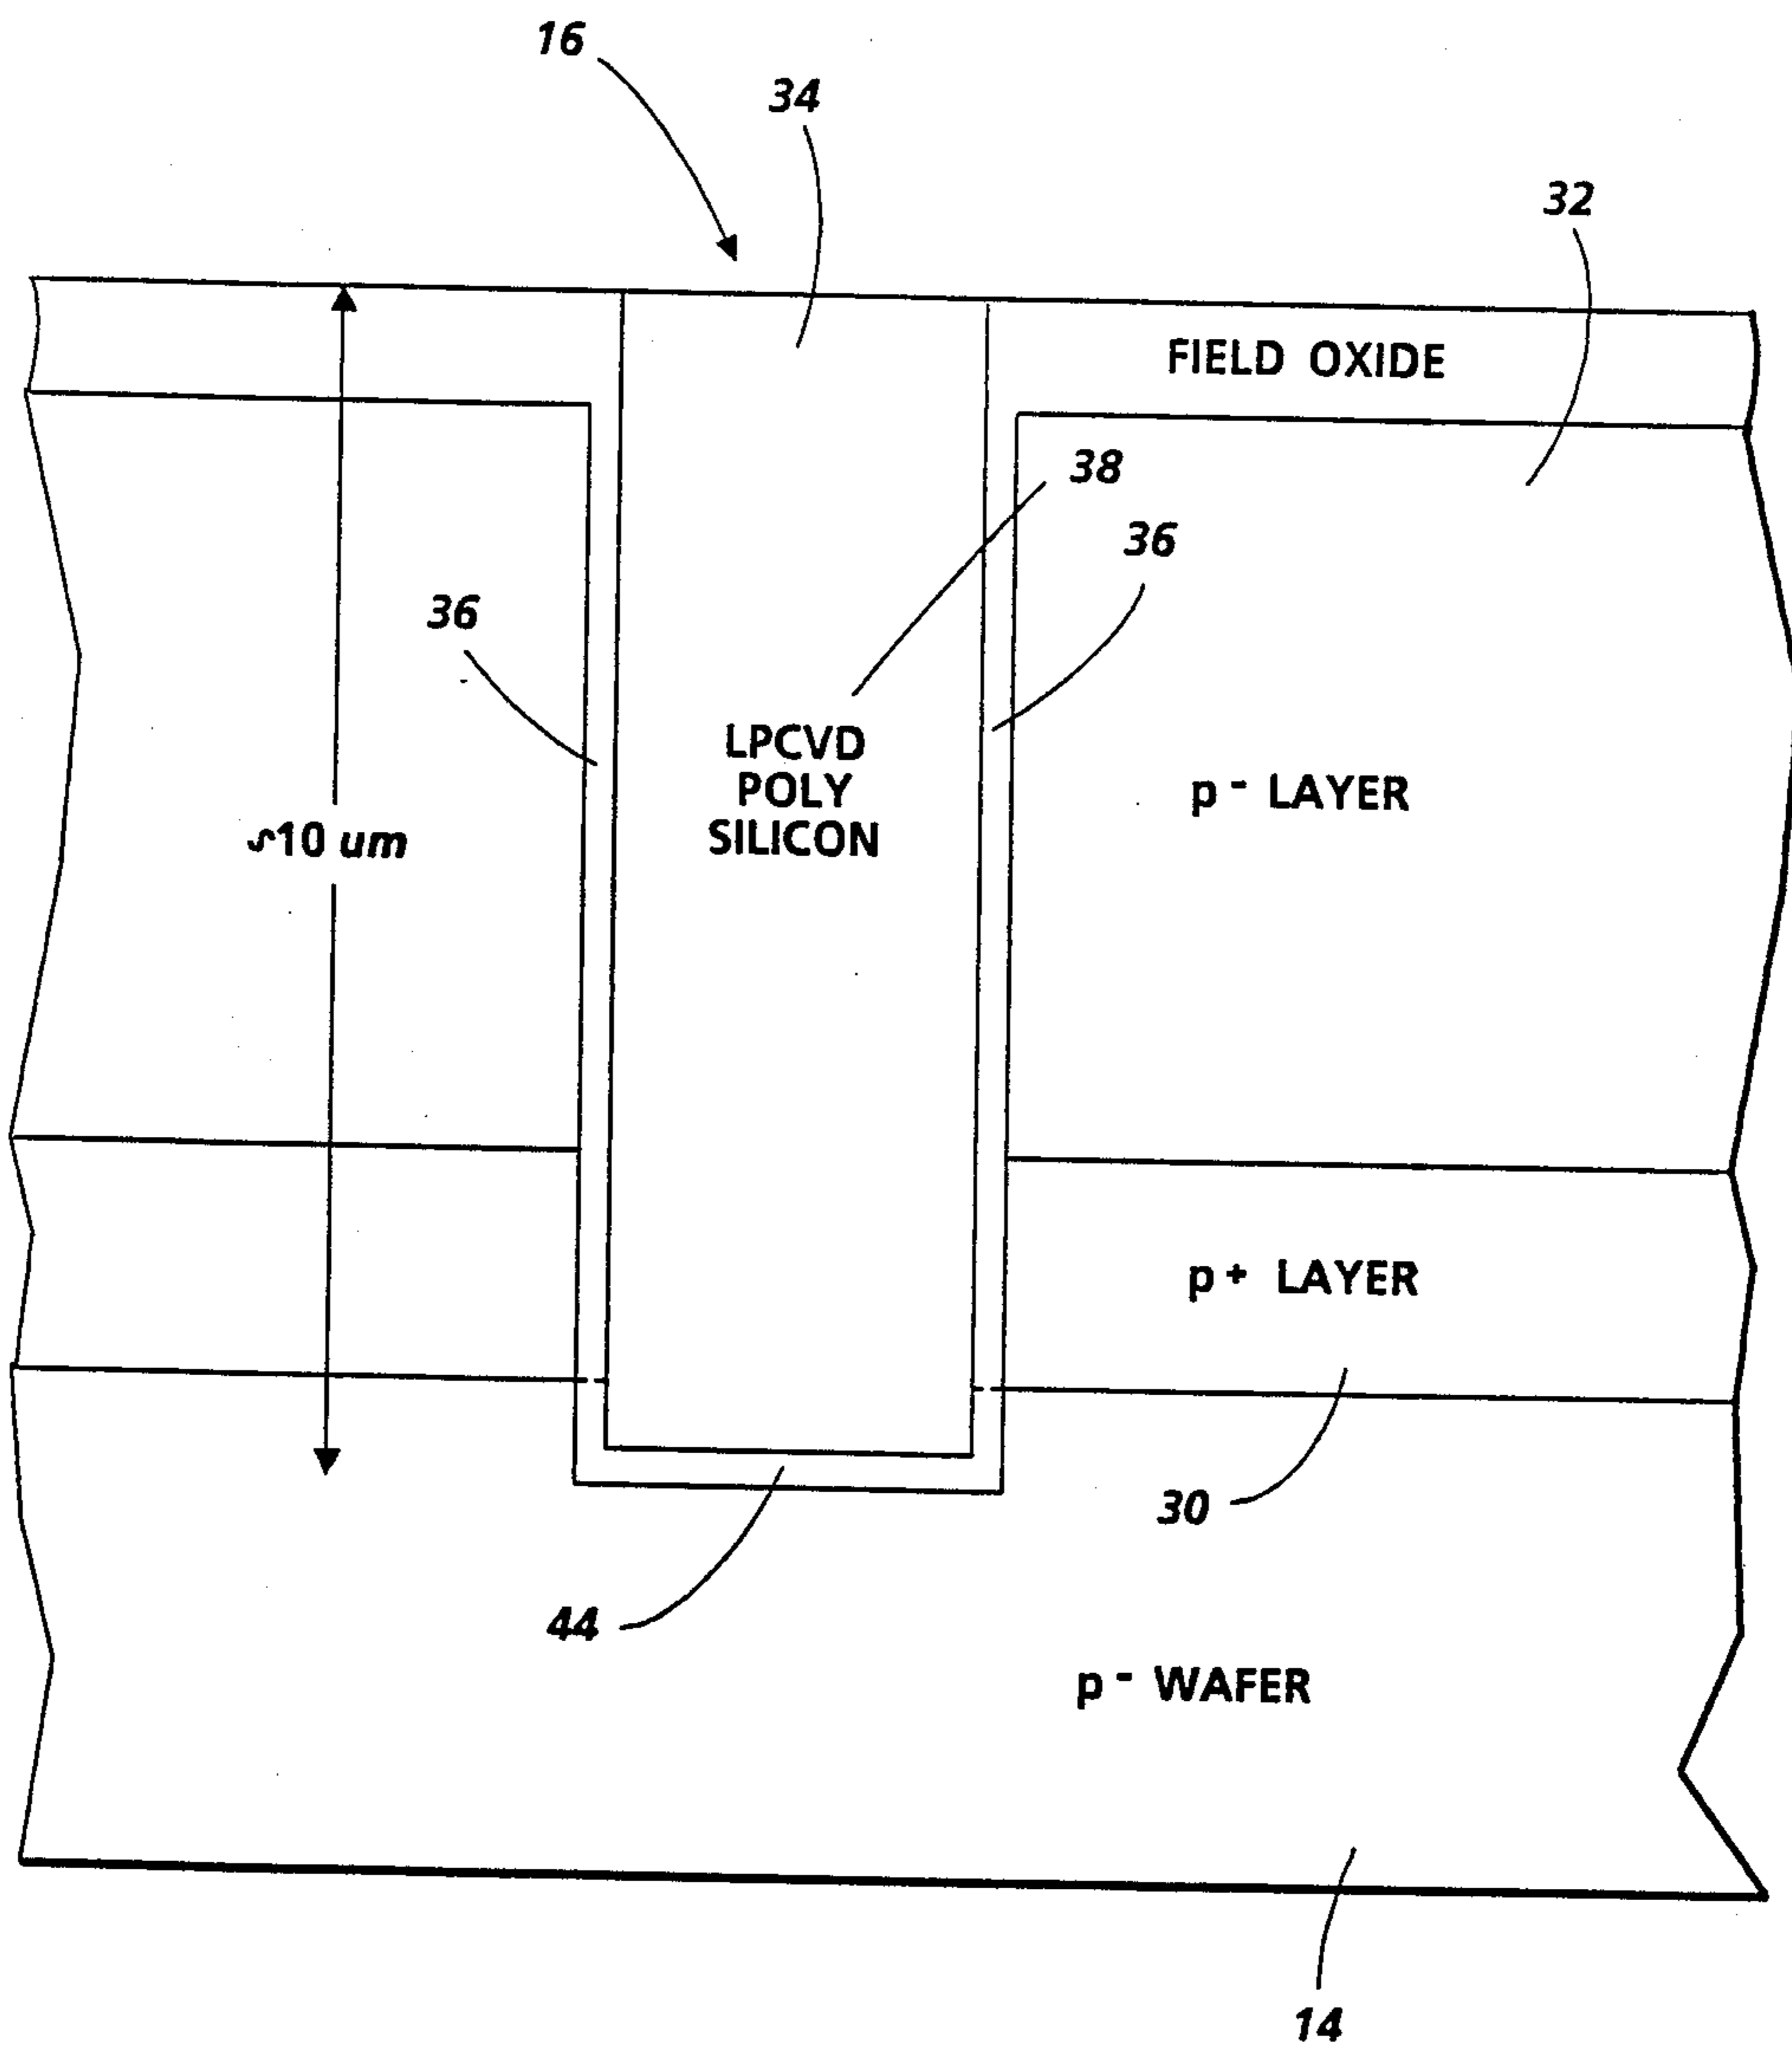 16
34
32
FIELD OXIDE
38
36
36
LPCVD
POLY
SILICON
p- LAYER
~10 um
p+ LAYER
30
44
p- WAFER
14